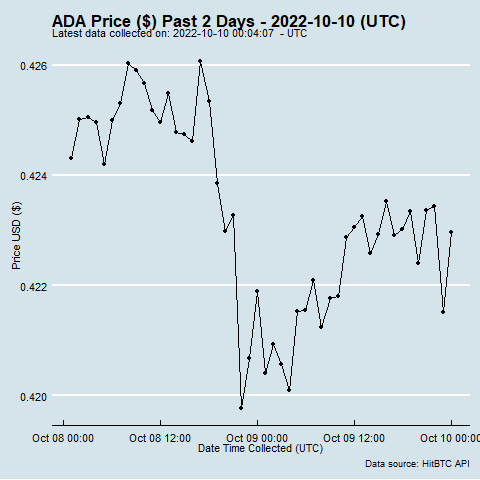 ADA Price ($) Past 2 Days - 2022-10-10 (UTC)
Latest data collected on: 2022-10-10 00:04:07  - UTC
0.426
0.424
0.422
0.420
Price USD ($)
Oct 08 00:00 Oct 08 12:00 Oct 09 00:00 Oct 09 12:00 Oct 10 00:00
Date Time Collected (UTC)
Data source: HitBTC API